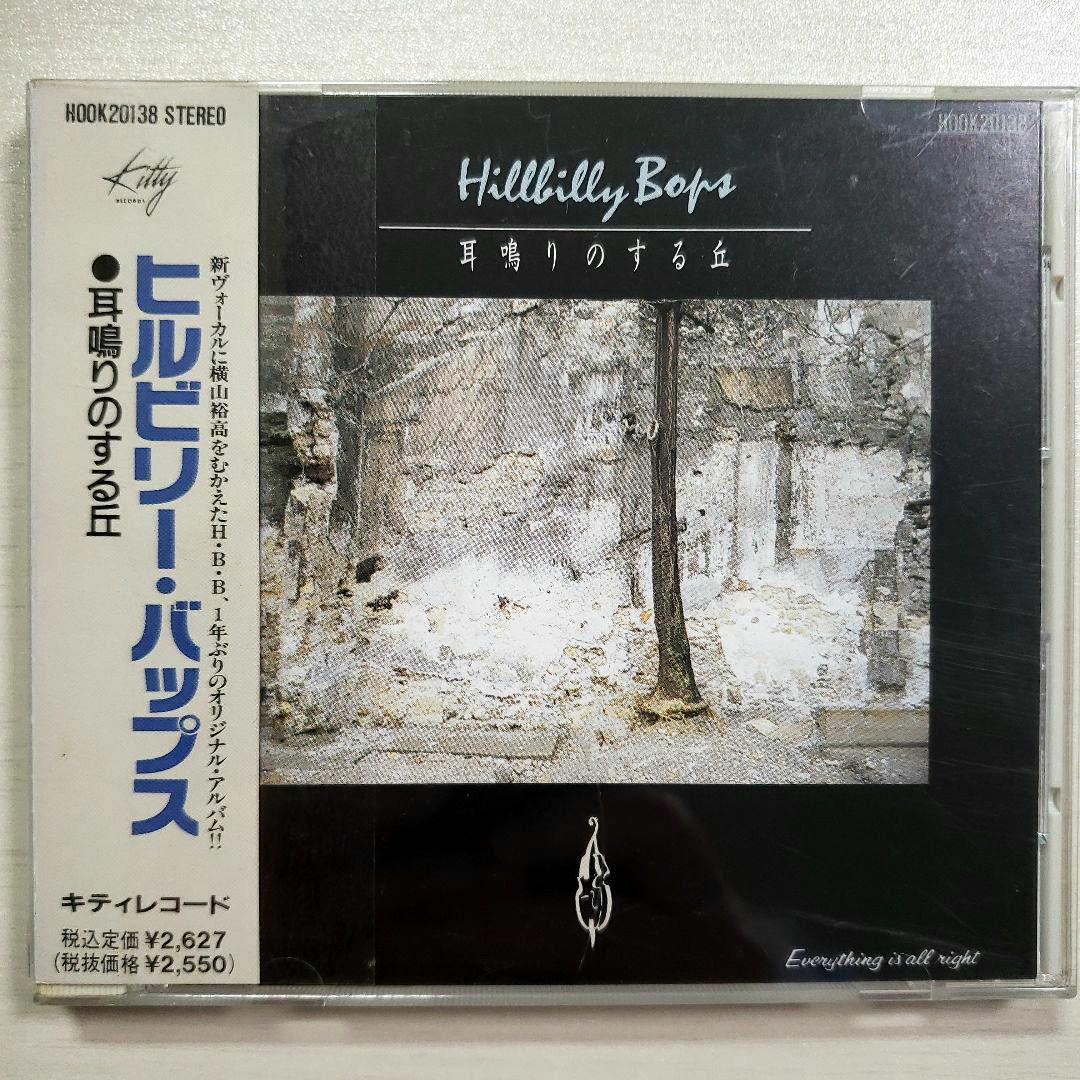 H00K20138 STEREO
Kitty
RECORDS
新ヴォーカルに横山裕高をむかえたH・B・B、1年ぶりのオリジナル・アルバム!!
ヒルビリー・バップス
●耳鳴りのする丘
キティレコード
税込定価¥2,627
(税抜価格¥2,550)
H00K20138
Hillbilly Bops
耳鳴りのする丘
Everything is all right